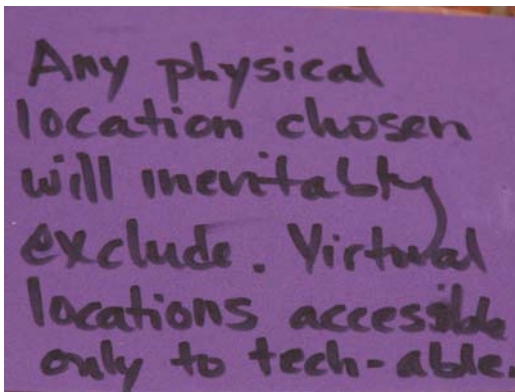 Any physical
location chosen
will inevitably
exclude. Virtual
locations accessible
only to tech-able.